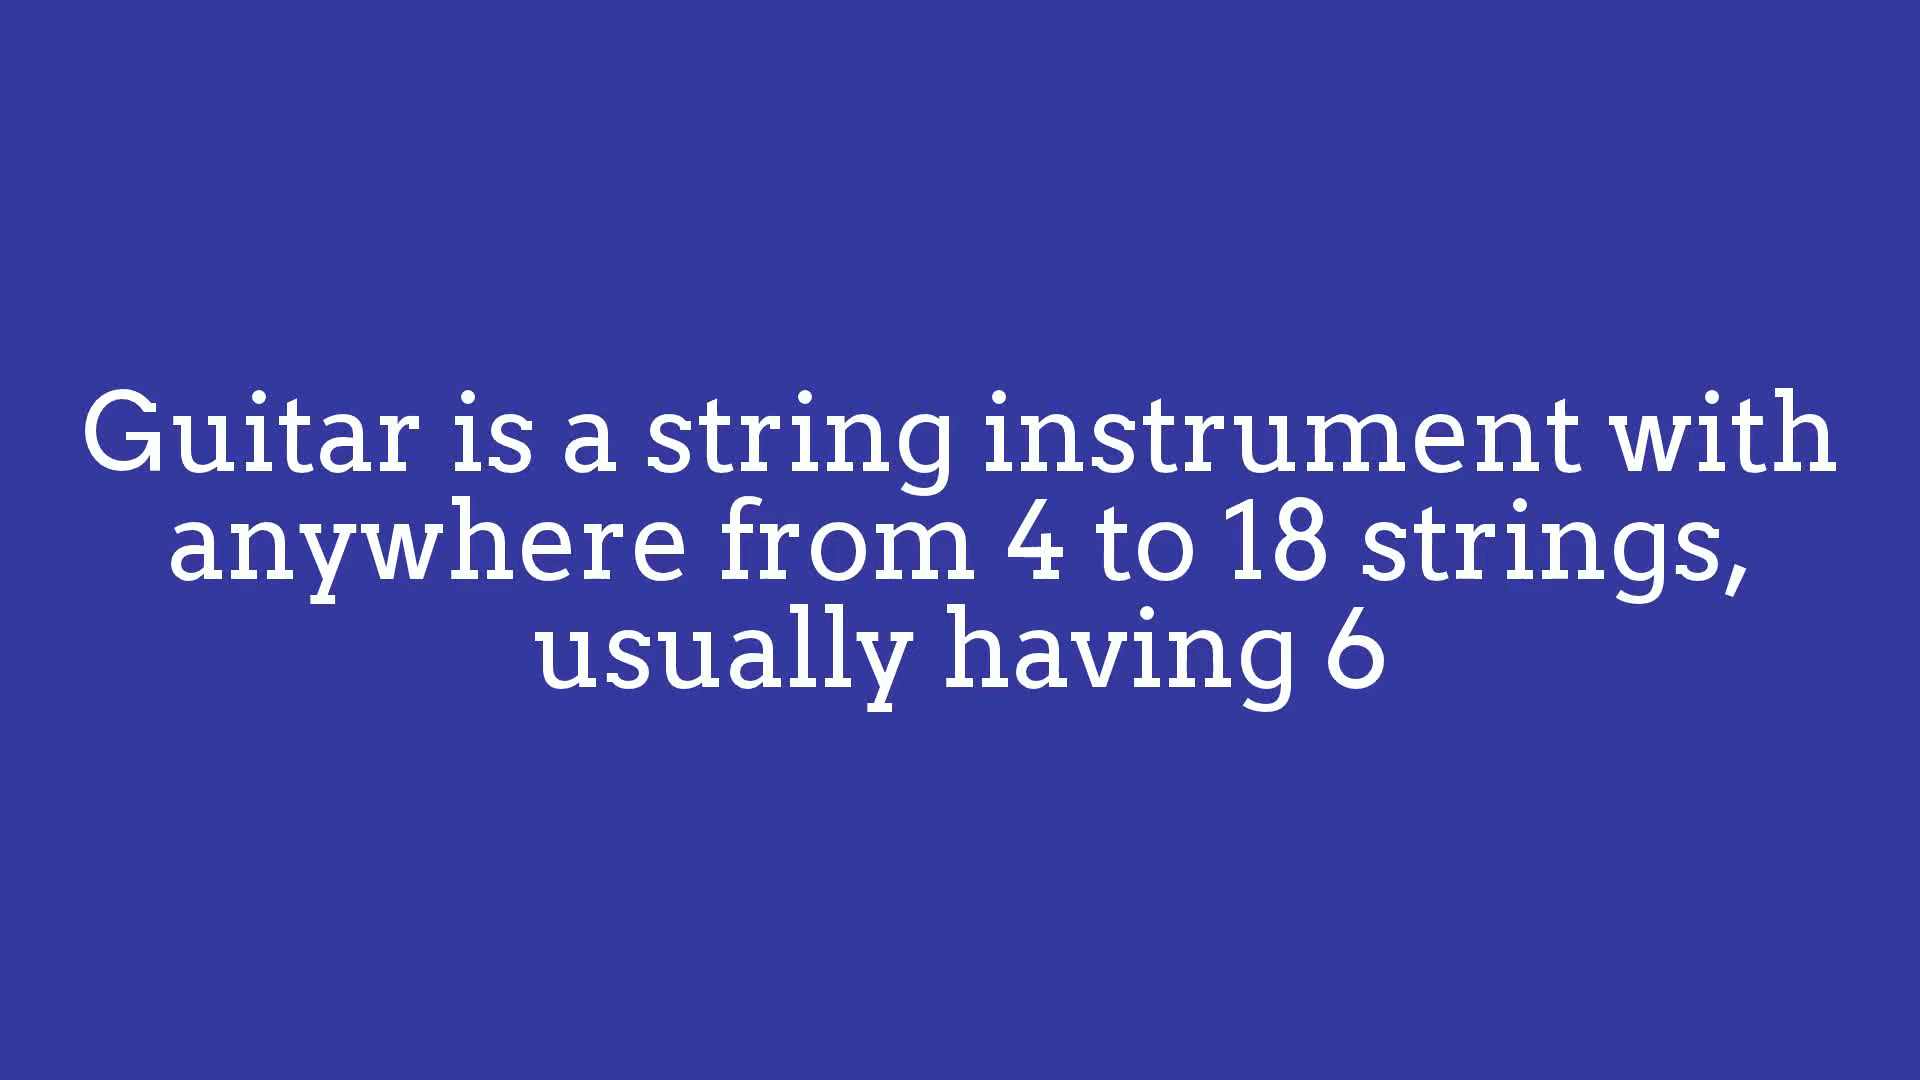 Guitar is a string instrument with
anywhere from 4 to 18 strings,
usually having 6